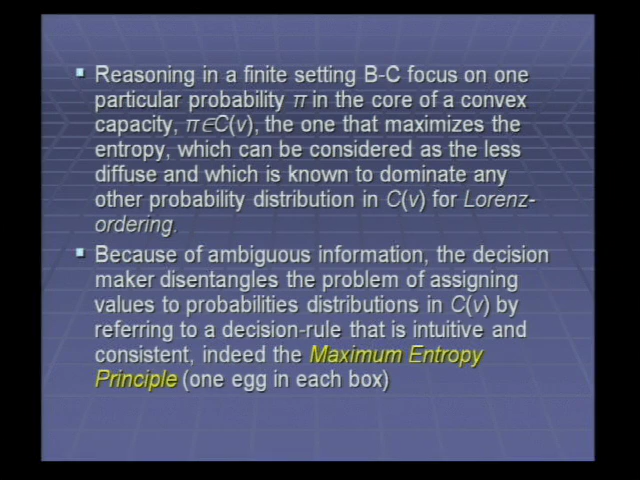 Reasoning in a finite setting B-C focus on one
particular probability π in the core of a convex
capacity, π∈C(v), the one that maximizes the
entropy, which can be considered as the less
diffuse and which is known to dominate any
other probability distribution in C(v) for Lorenz-
ordering.
Because of ambiguous information, the decision
maker disentangles the problem of assigning
values to probabilities distributions in C(v) by
referring to a decision-rule that is intuitive and
consistent, indeed the Maximum Entropy
Principle (one egg in each box)